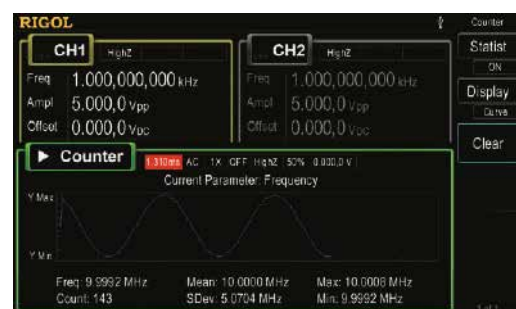 RIGOL
Counter
CH1 HighZ
CH2 HighZ
Statist
ON
Freq 1.000,000,000 kHz
Freq 1.000,000,000 kHz
Ampl 5.000,0 Vpp
Ampl 5.000,0 Vpp
Display
Curve
Offset 0.000,0 VDC
Offset 0.000,0 VDC
Clear
Counter 1.310ms AC 1X OFF HighZ 50% 0.000,0 V
Current Parameter: Frequency
Y Max
Y Min
Freq: 9.9992 MHz Mean: 10.0000 MHz Max: 10.0008 MHz
Count: 143 SDev: 5.0704 MHz Min: 9.9992 MHz
1 of 1